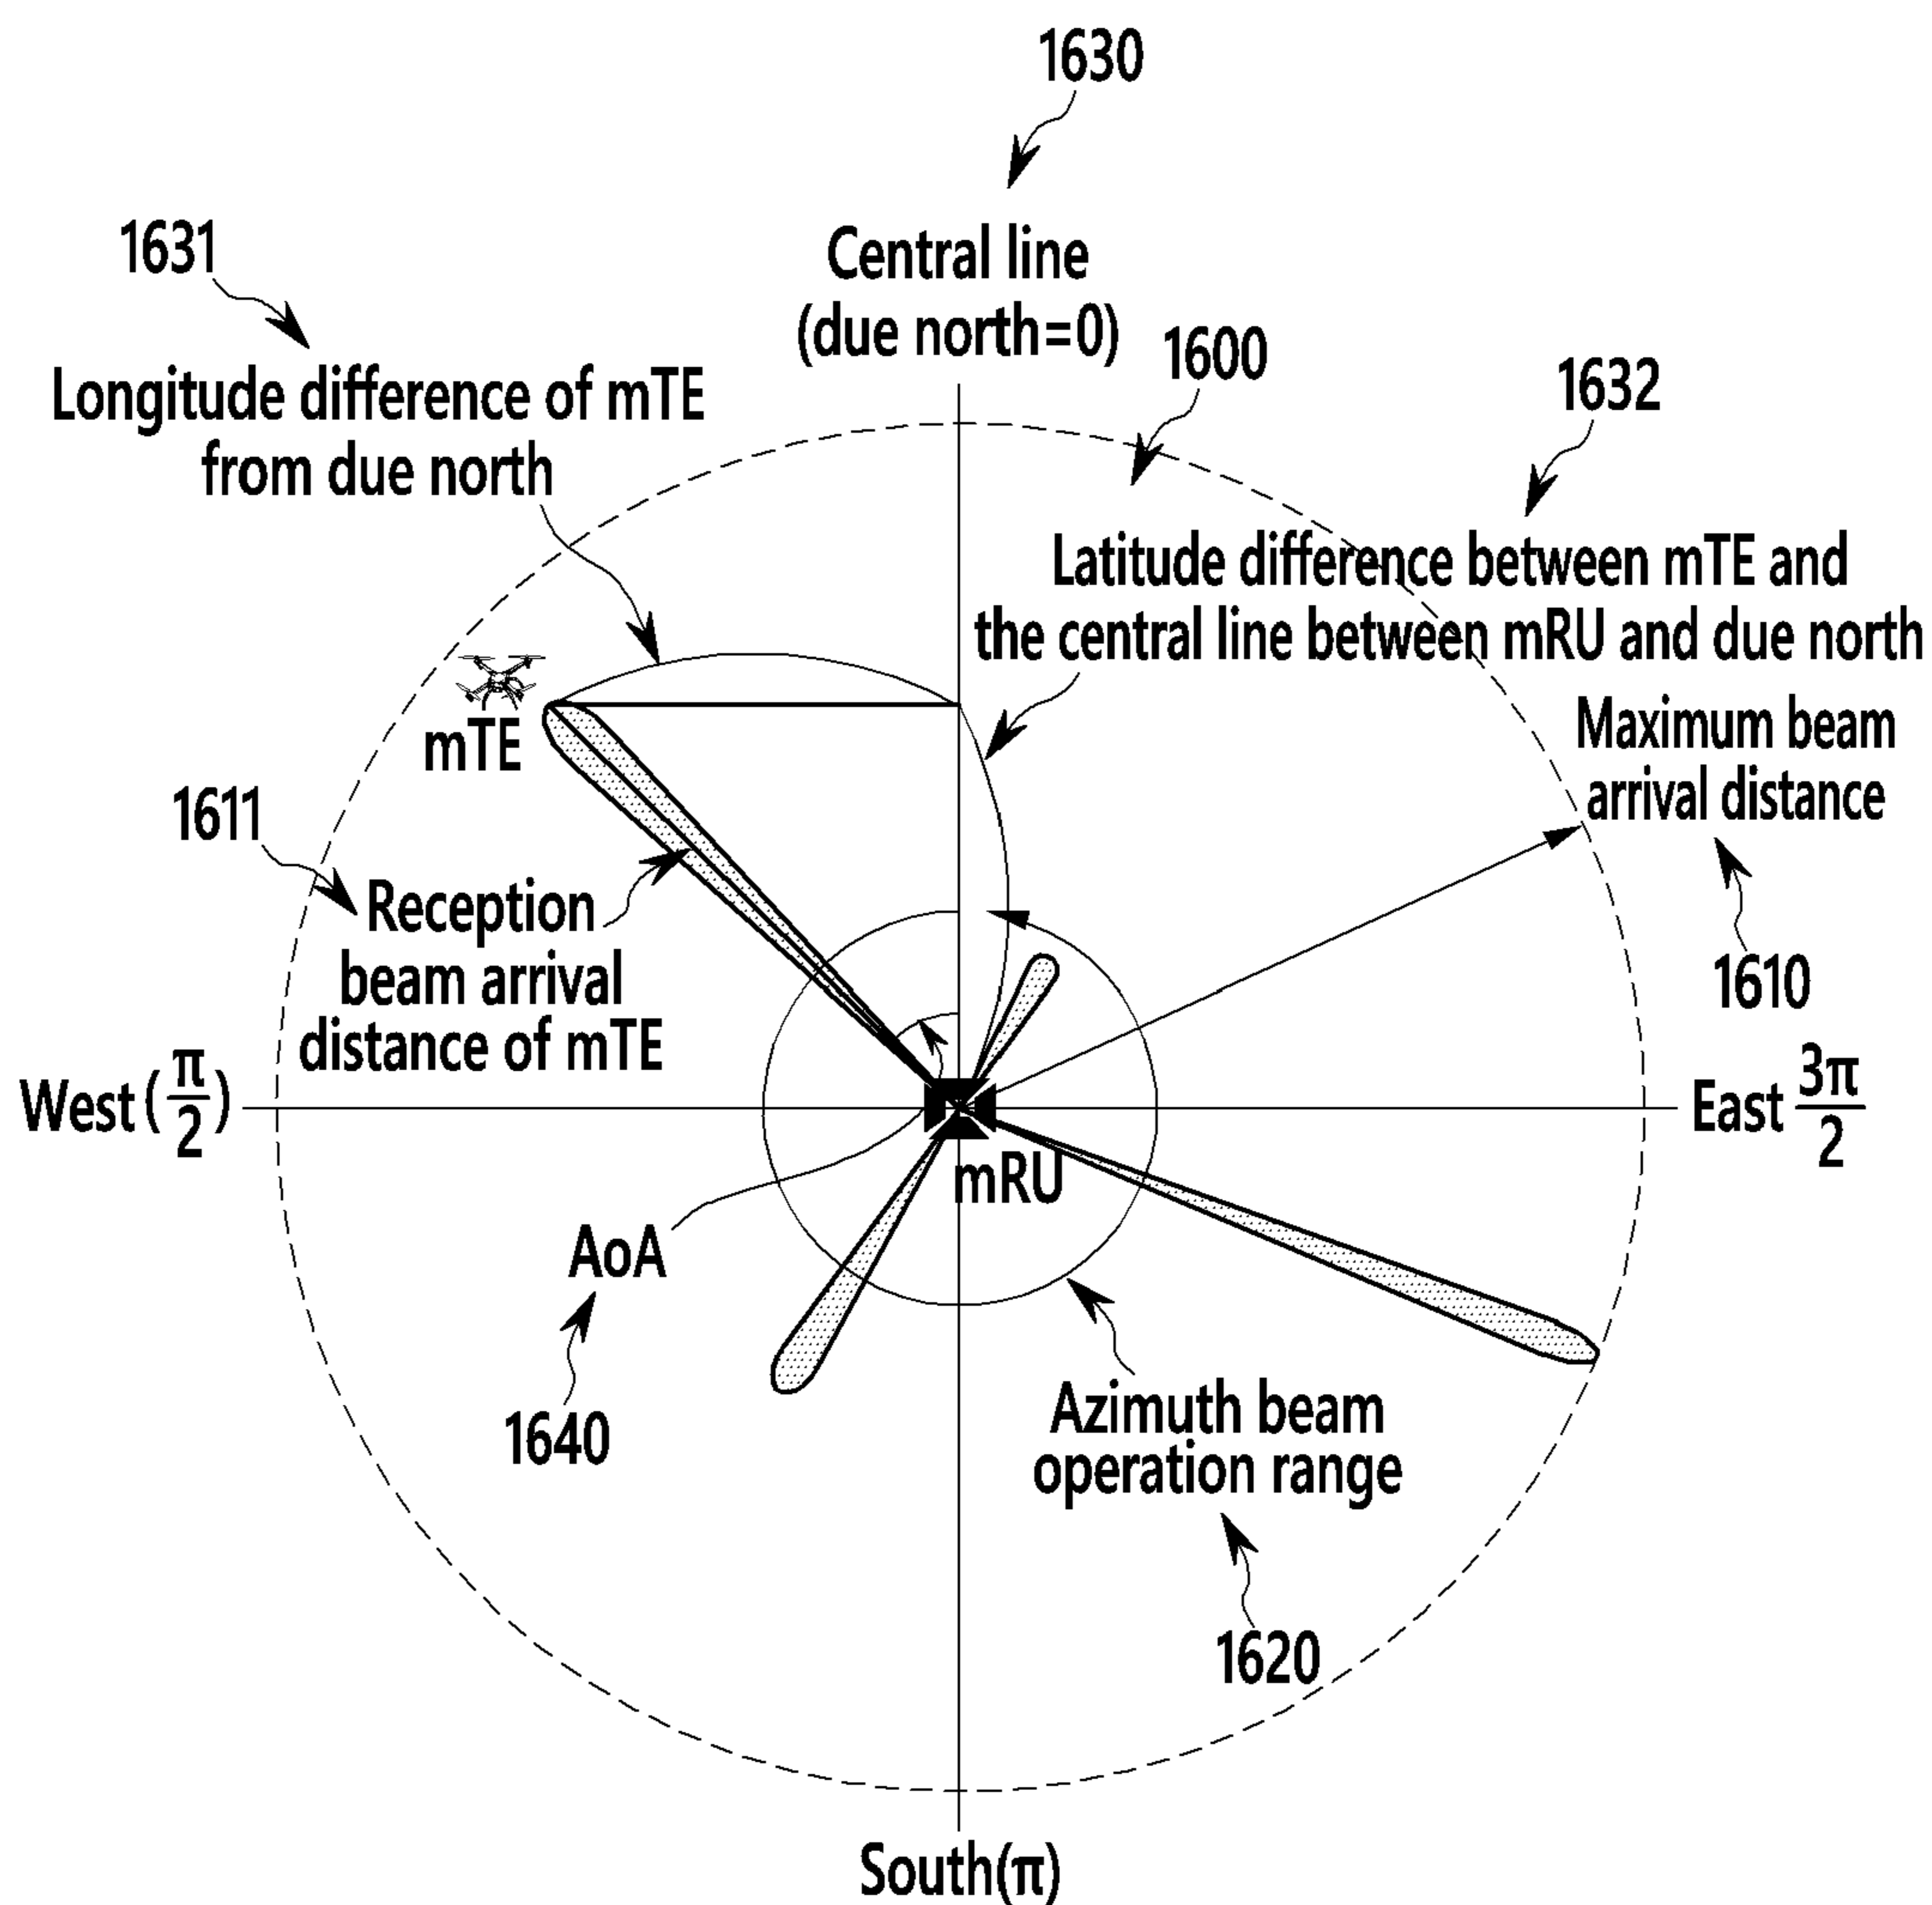 1630
1631
Central line
(due north=0)
1600
1632
Longitude difference of mTE
from due north
Latitude difference between mTE and
the central line between mRU and due north
mTE
Maximum beam
arrival distance
1611
Reception
beam arrival
distance of mTE
1610
West(π/2)
East 3π/2
mRU
AoA
1640
Azimuth beam
operation range
1620
South(π)